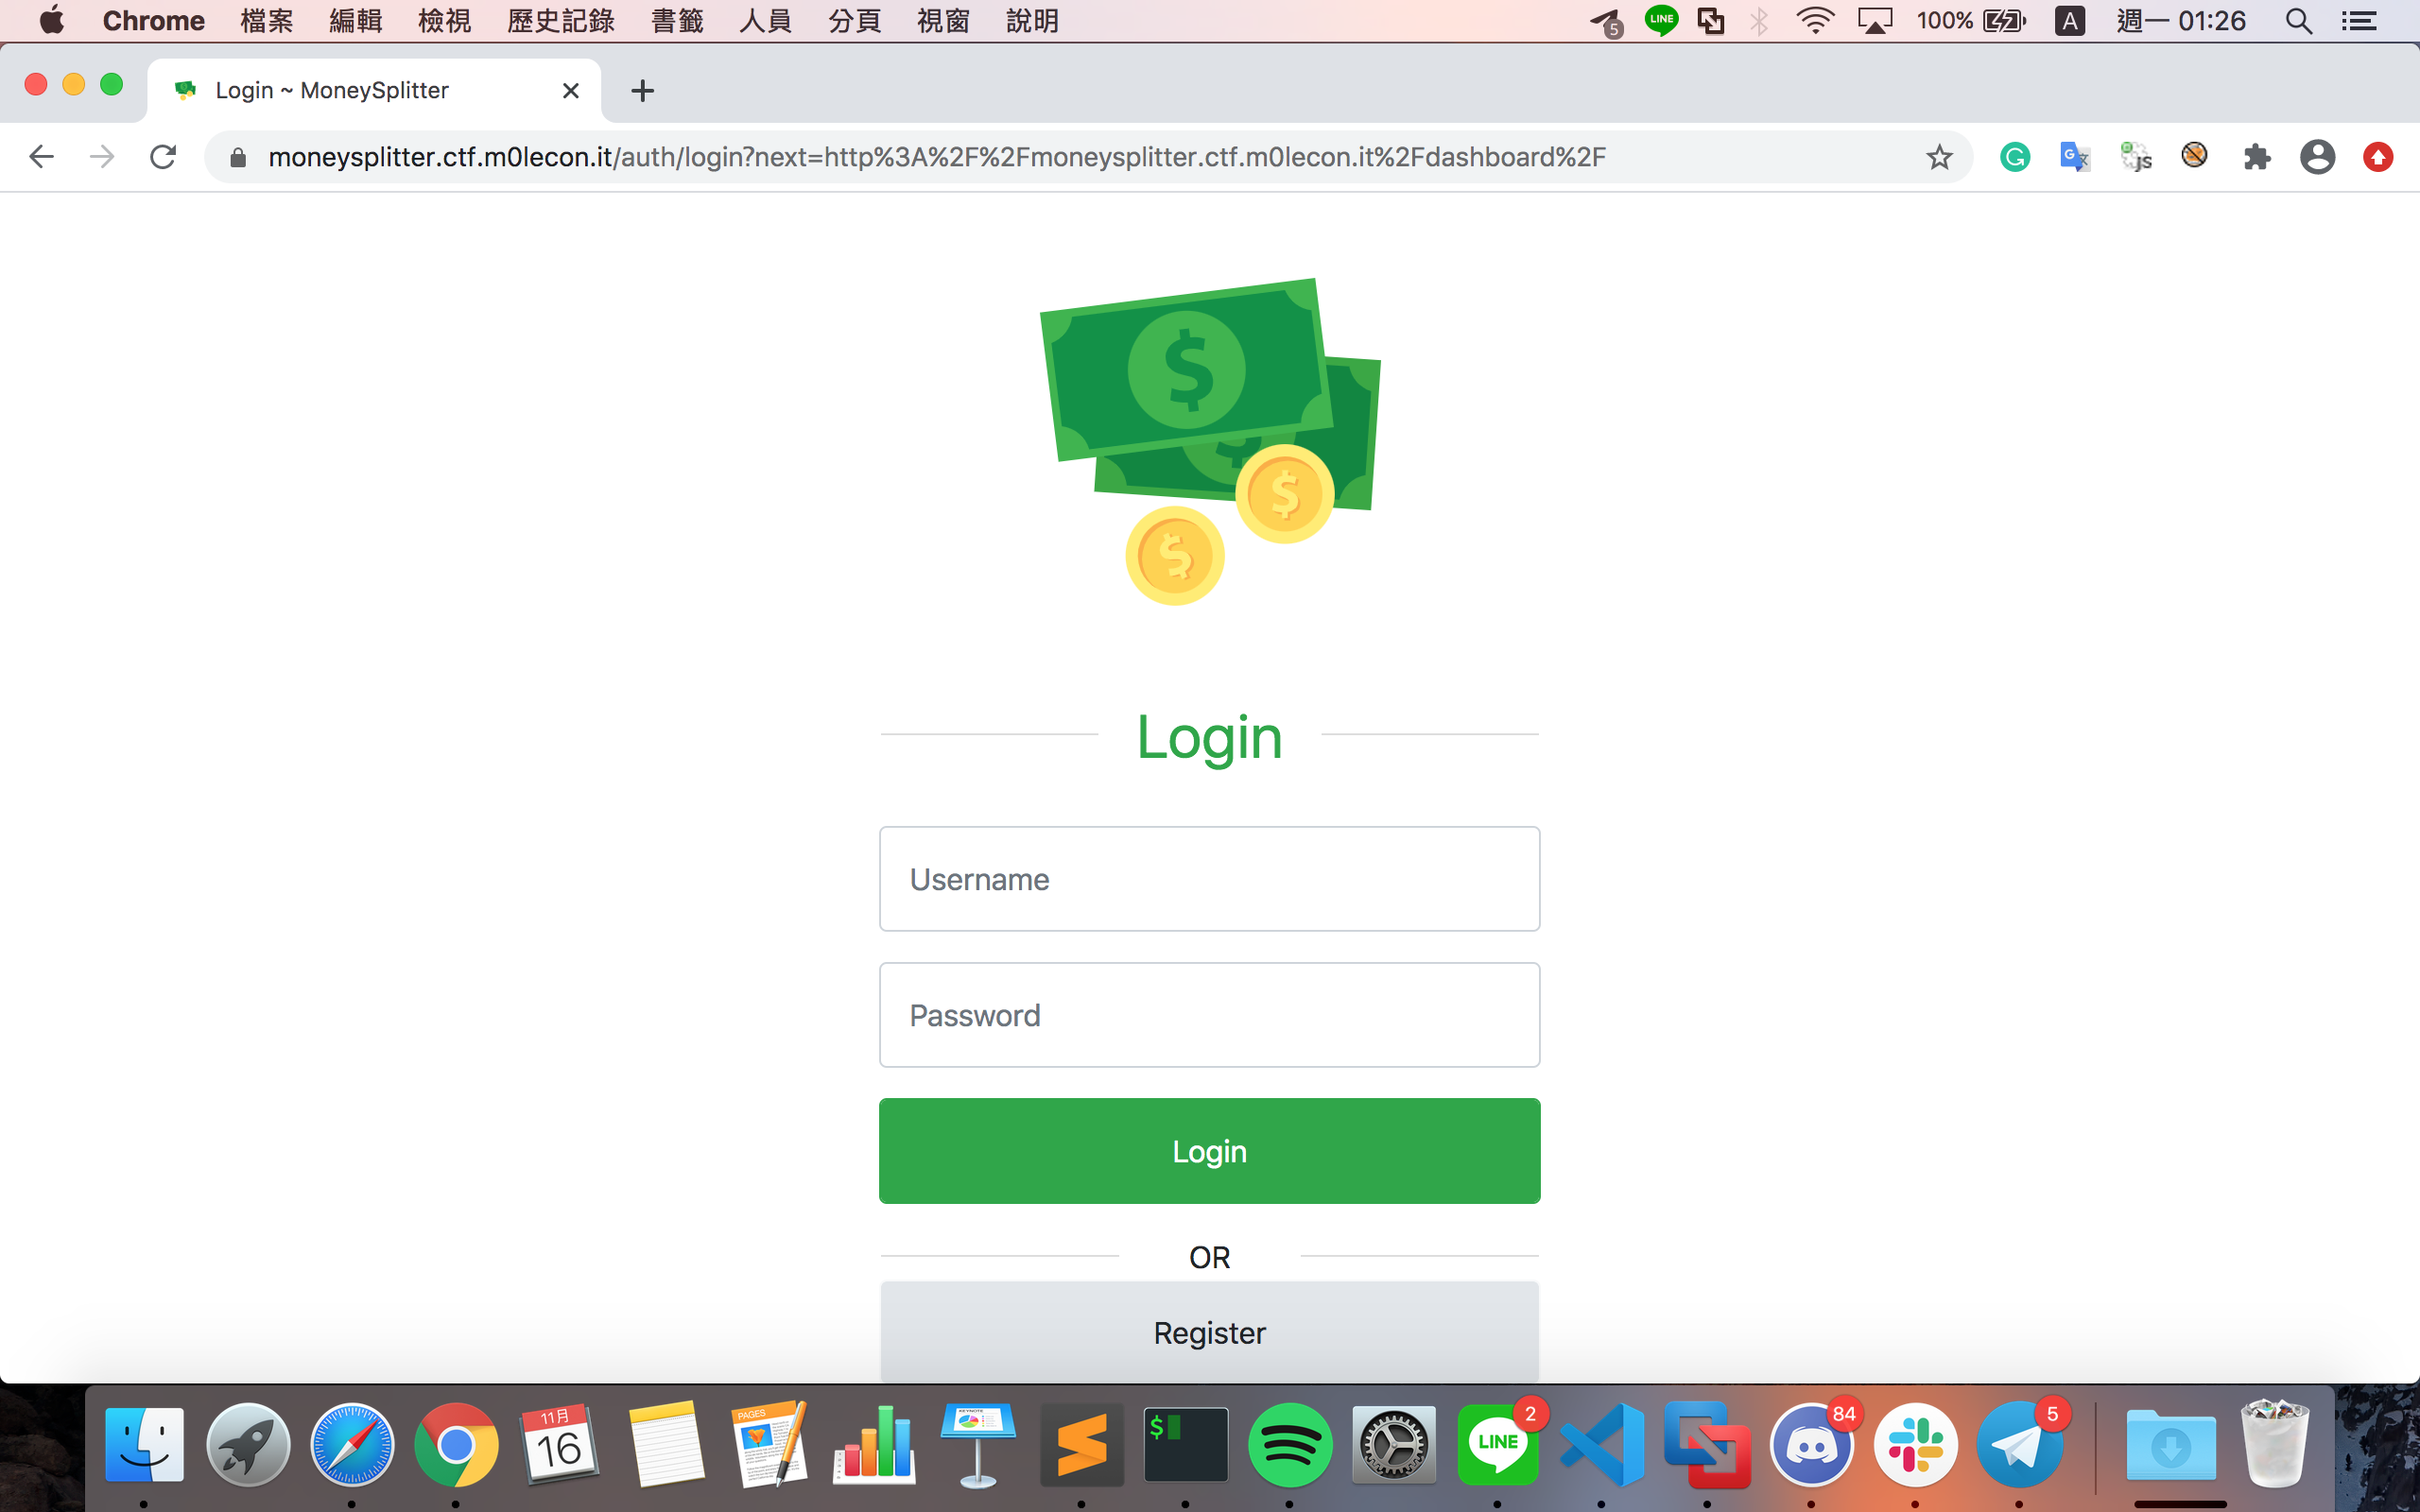 Chrome 檔案 編輯 檢視 歷史記錄 書籤 人員 分頁 視窗 說明 5 LINE 100% A 週一 01:26
Login ~ MoneySplitter
moneysplitter.ctf.m0lecon.it/auth/login?next=http%3A%2F%2Fmoneysplitter.ctf.m0lecon.it%2Fdashboard%2F
$
$
$
Login
Username
Password
Login
OR
Register
11月
16
PAGES
KEYNOTE
$
LINE
2
84
5